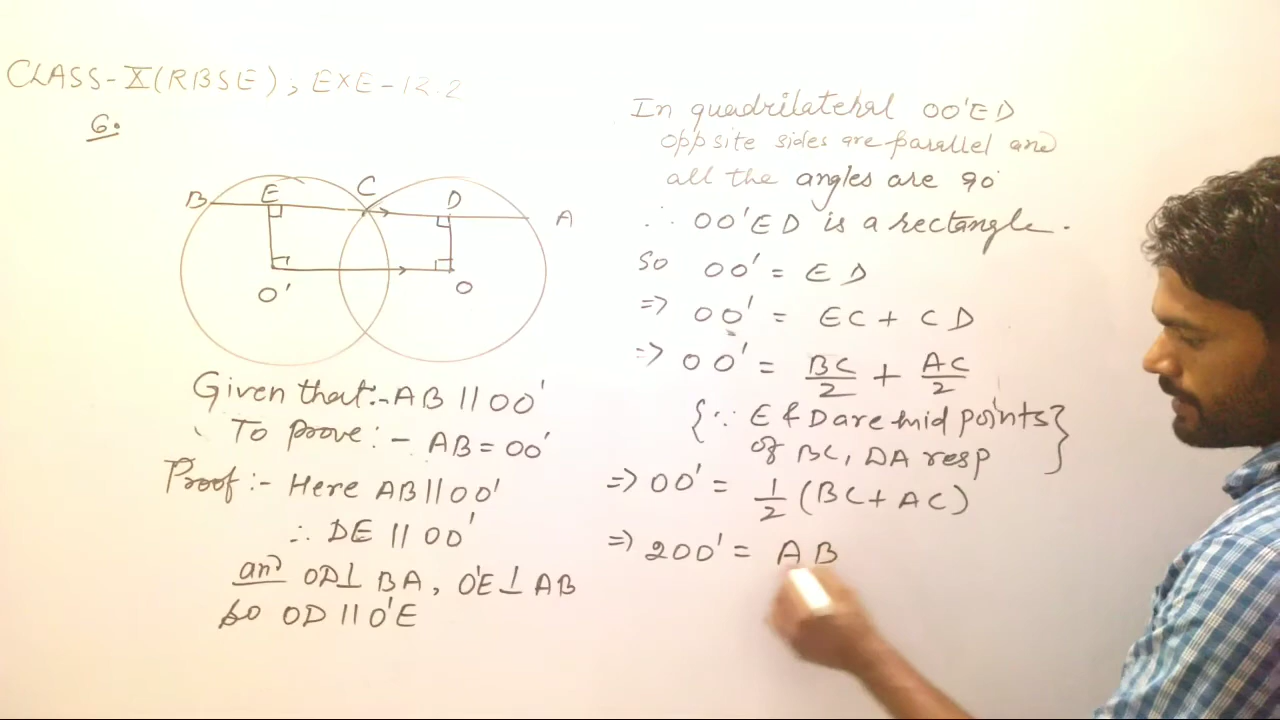 CLASS-X(RBSE), EXE-12.2
6.
B E C D A
O' O
Given that:- AB || OO'
To prove:- AB = OO'
Proof:- Here AB || OO'
∴ DE || OO'
and OD⊥ BA, O'E⊥ AB
so OD || O'E
In quadrilateral OO'ED
opp site sides are parallel and
all the angles are 90°
∴ OO'ED is a rectangle.
So OO' = ED
=> OO' = EC + CD
=> OO' = BC/2 + AC/2
{∵ E & D are mid points
of BC, DA resp}
=> OO' = 1/2 (BC + AC)
=> 2OO' = AB